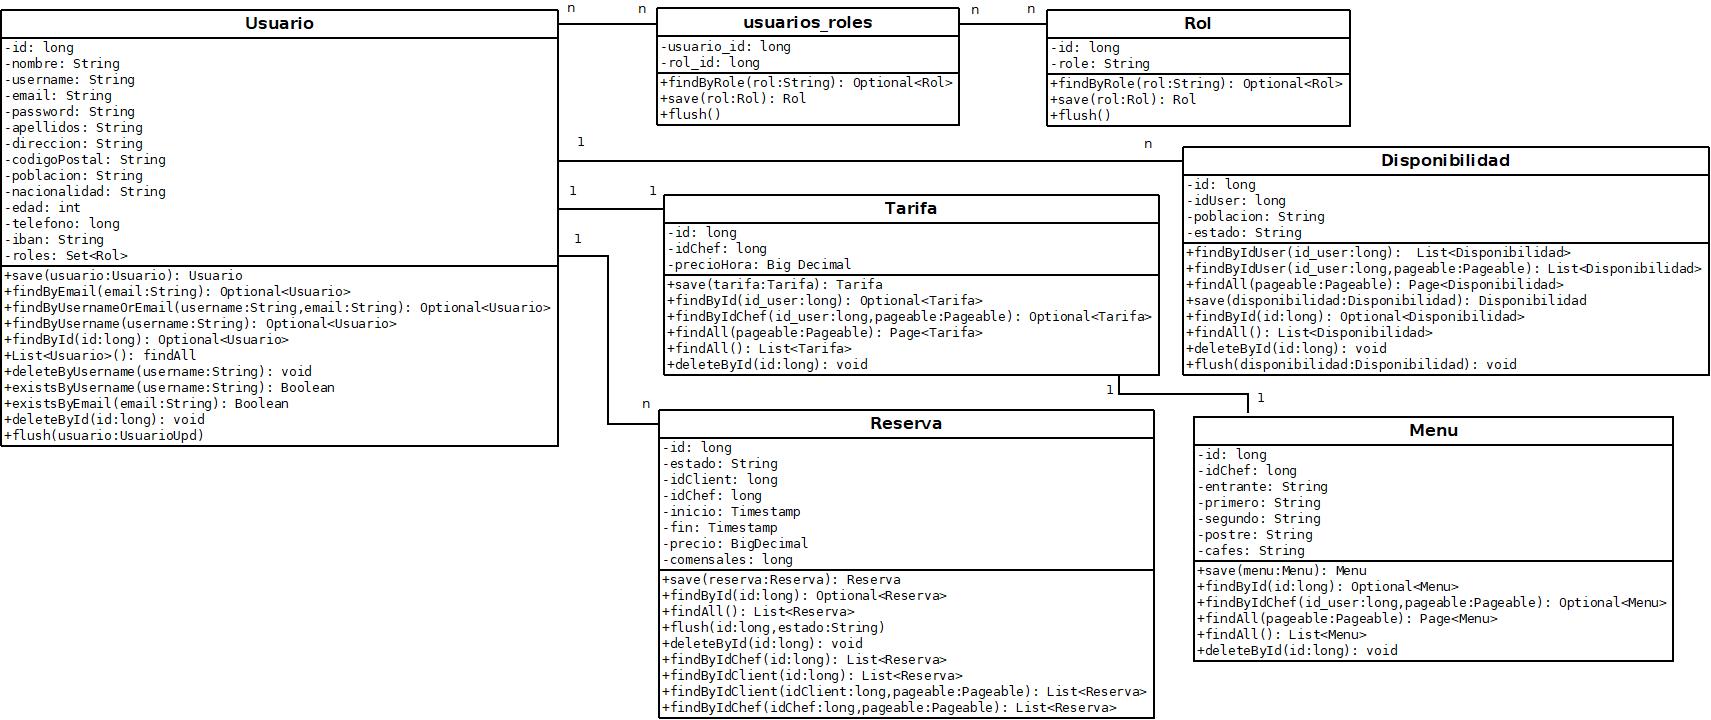 Usuario
-id: long
-nombre: String
-username: String
-email: String
-password: String
-apellidos: String
-direccion: String
-codigoPostal: String
-poblacion: String
-nacionalidad: String
-edad: int
-telefono: long
-iban: String
-roles: Set<Rol>
+save(usuario:Usuario): Usuario
+findByEmail(email:String): Optional<Usuario>
+findByUsernameOrEmail(username:String,email:String): Optional<Usuario>
+findByUsername(username:String): Optional<Usuario>
+findById(id:long): Optional<Usuario>
+List<Usuario>(): findAll
+deleteByUsername(username:String): void
+existsByUsername(username:String): Boolean
+existsByEmail(email:String): Boolean
+deleteById(id:long): void
+flush(usuario:UsuarioUpd)
n
n
usuarios_roles
-usuario_id: long
-rol_id: long
+findByRole(rol:String): Optional<Rol>
+save(rol:Rol): Rol
+flush()
n
n
Rol
-id: long
-role: String
+findByRole(rol:String): Optional<Rol>
+save(rol:Rol): Rol
+flush()
1
n
Disponibilidad
-id: long
-idUser: long
-poblacion: String
-estado: String
+findByIdUser(id_user:long):  List<Disponibilidad>
+findByIdUser(id_user:long,pageable:Pageable): List<Disponibilidad>
+findAll(pageable:Pageable): Page<Disponibilidad>
+save(disponibilidad:Disponibilidad): Disponibilidad
+findById(id:long): Optional<Disponibilidad>
+findAll(): List<Disponibilidad>
+deleteById(id:long): void
+flush(disponibilidad:Disponibilidad): void
1
1
Tarifa
-id: long
-idChef: long
-precioHora: Big Decimal
+save(tarifa:Tarifa): Tarifa
+findById(id_user:long): Optional<Tarifa>
+findByIdChef(id_user:long,pageable:Pageable): Optional<Tarifa>
+findAll(pageable:Pageable): Page<Tarifa>
+findAll(): List<Tarifa>
+deleteById(id:long): void
1
n
Reserva
-id: long
-estado: String
-idClient: long
-idChef: long
-inicio: Timestamp
-fin: Timestamp
-precio: BigDecimal
-comensales: long
+save(reserva:Reserva): Reserva
+findById(id:long): Optional<Reserva>
+findAll(): List<Reserva>
+flush(id:long,estado:String)
+deleteById(id:long): void
+findByIdChef(id:long): List<Reserva>
+findByIdClient(id:long): List<Reserva>
+findByIdClient(idClient:long,pageable:Pageable): List<Reserva>
+findByIdChef(idChef:long,pageable:Pageable): List<Reserva>
1
1
Menu
-id: long
-idChef: long
-entrante: String
-primero: String
-segundo: String
-postre: String
-cafes: String
+save(menu:Menu): Menu
+findById(id:long): Optional<Menu>
+findByIdChef(id_user:long,pageable:Pageable): Optional<Menu>
+findAll(pageable:Pageable): Page<Menu>
+findAll(): List<Menu>
+deleteById(id:long): void